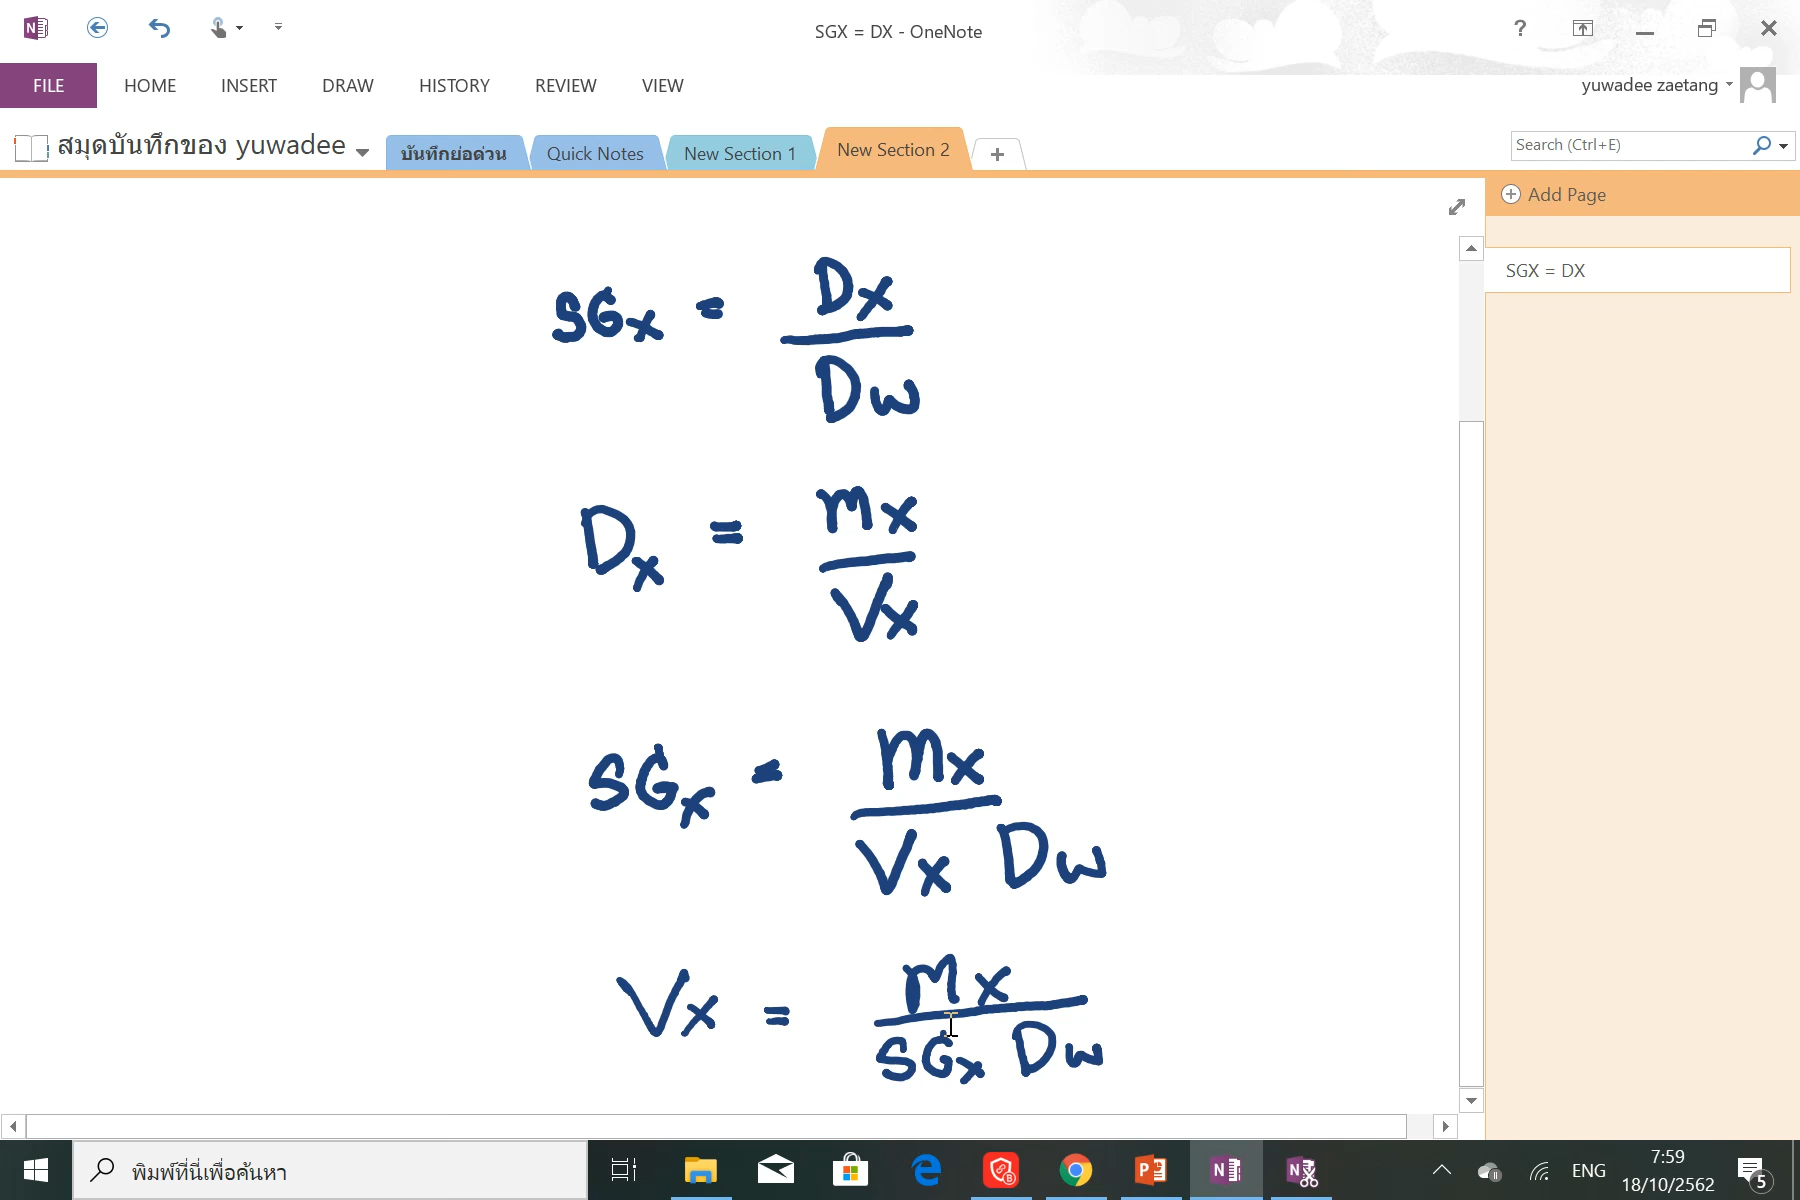 SGX = DX - OneNote
FILE HOME INSERT DRAW HISTORY REVIEW VIEW
yuwadee zaetang
สมุดบันทึกของ yuwadee
บันทึกย่อด่วน Quick Notes New Section 1 New Section 2
Search (Ctrl+E)
Add Page
SGX = DX
SGx = Dx
Dw
Dx = mx
Vx
SGx = mx
Vx Dw
Vx = mx
SGx Dw
พิมพ์ที่นี่เพื่อค้นหา
ENG
7:59
18/10/2562
5